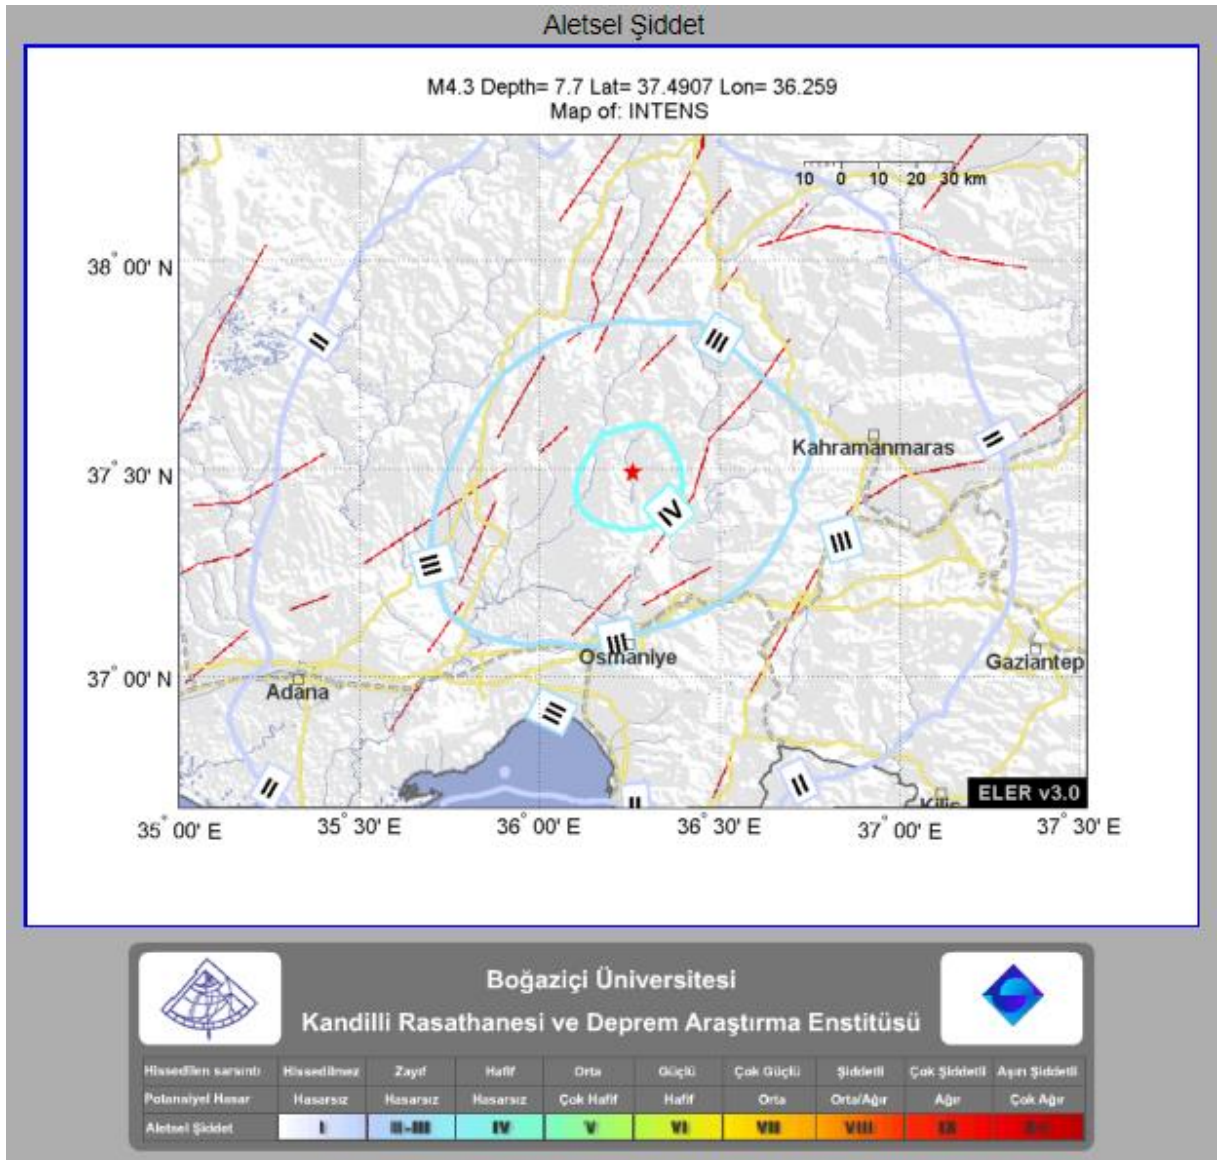 Aletsel Şiddet
M4.3 Depth= 7.7 Lat= 37.4907 Lon= 36.259
Map of: INTENS
10 0 10 20 30 km
38° 00' N
II
III
II
Kahramanmaras
37° 30' N
IV
III
III
III
Osmaniye
Gaziantep
37° 00' N
Adana
III
II
II
II
ELER v3.0
Kilis
35° 00' E
35° 30' E
36° 00' E
36° 30' E
37° 00' E
37° 30' E
Boğaziçi Üniversitesi
Kandilli Rasathanesi ve Deprem Araştırma Enstitüsü
Hissedilen sarsıntı Hissedilmez Zayıf Hafif Orta Güçlü Çok Güçlü Şiddetli Çok Şiddetli Aşırı Şiddetli
Potansiyel Hasar Hasarsız Hasarsız Hasarsız Çok Hafif Hafif Orta Orta/Ağır Ağır Çok Ağır
Aletsel Şiddet I II-III IV V VI VII VIII IX